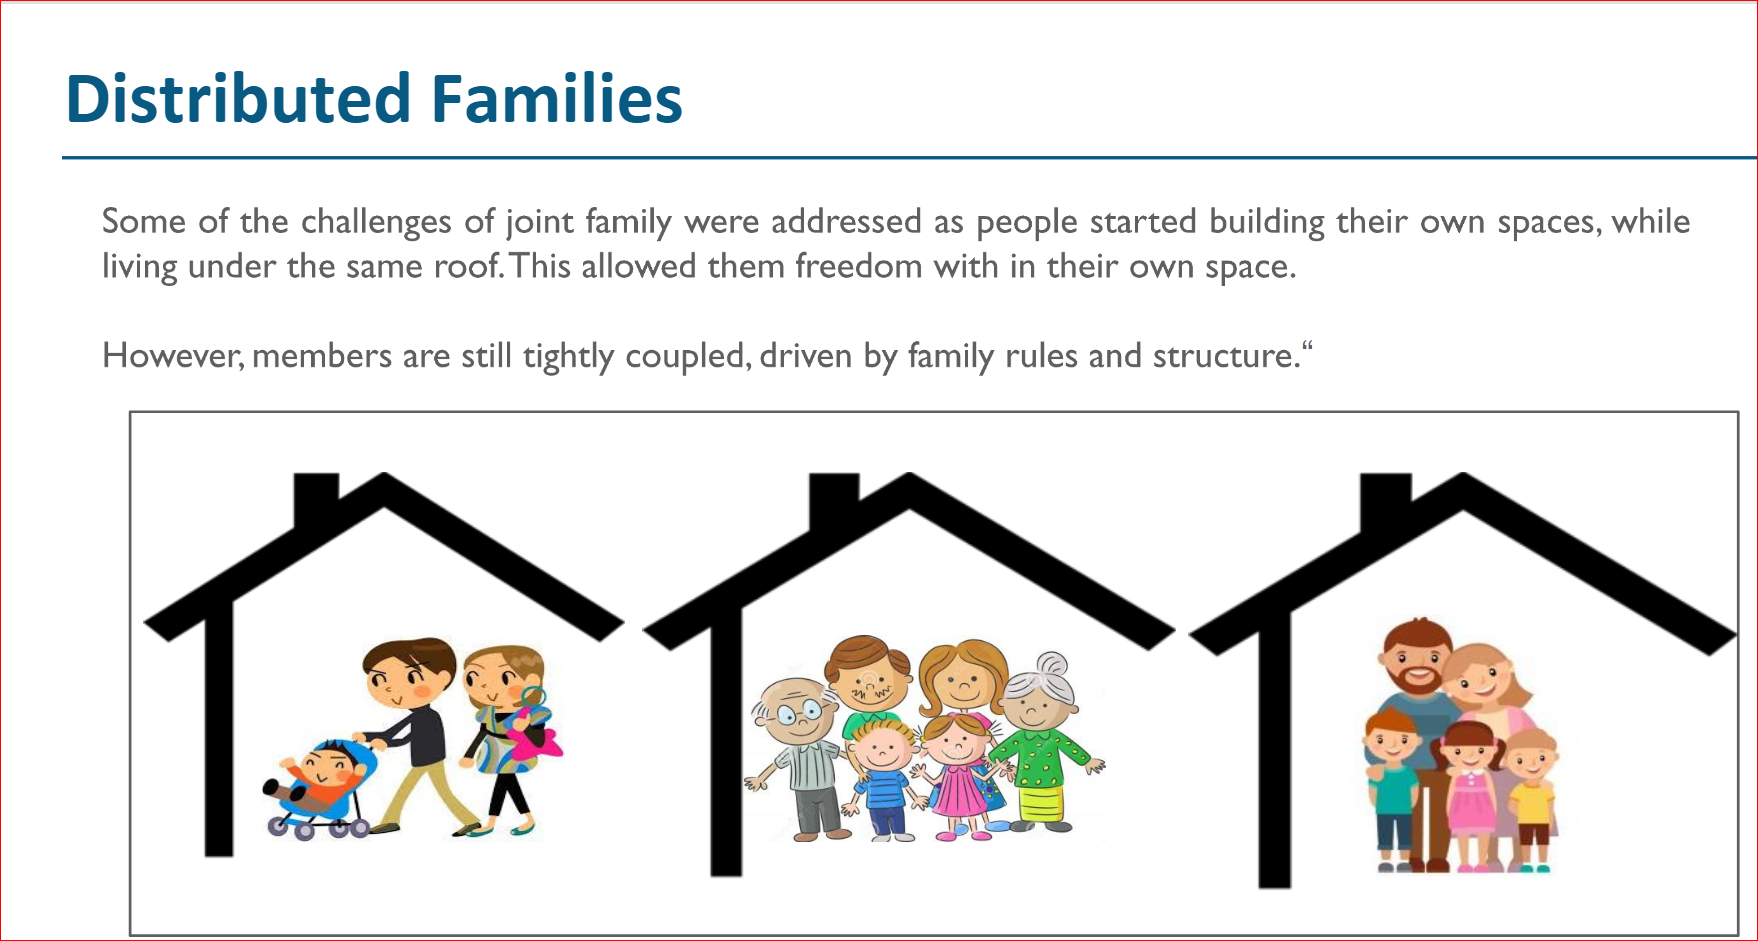 Distributed Families
Some of the challenges of joint family were addressed as people started building their own spaces, while
living under the same roof. This allowed them freedom with in their own space.
However, members are still tightly coupled, driven by family rules and structure.“